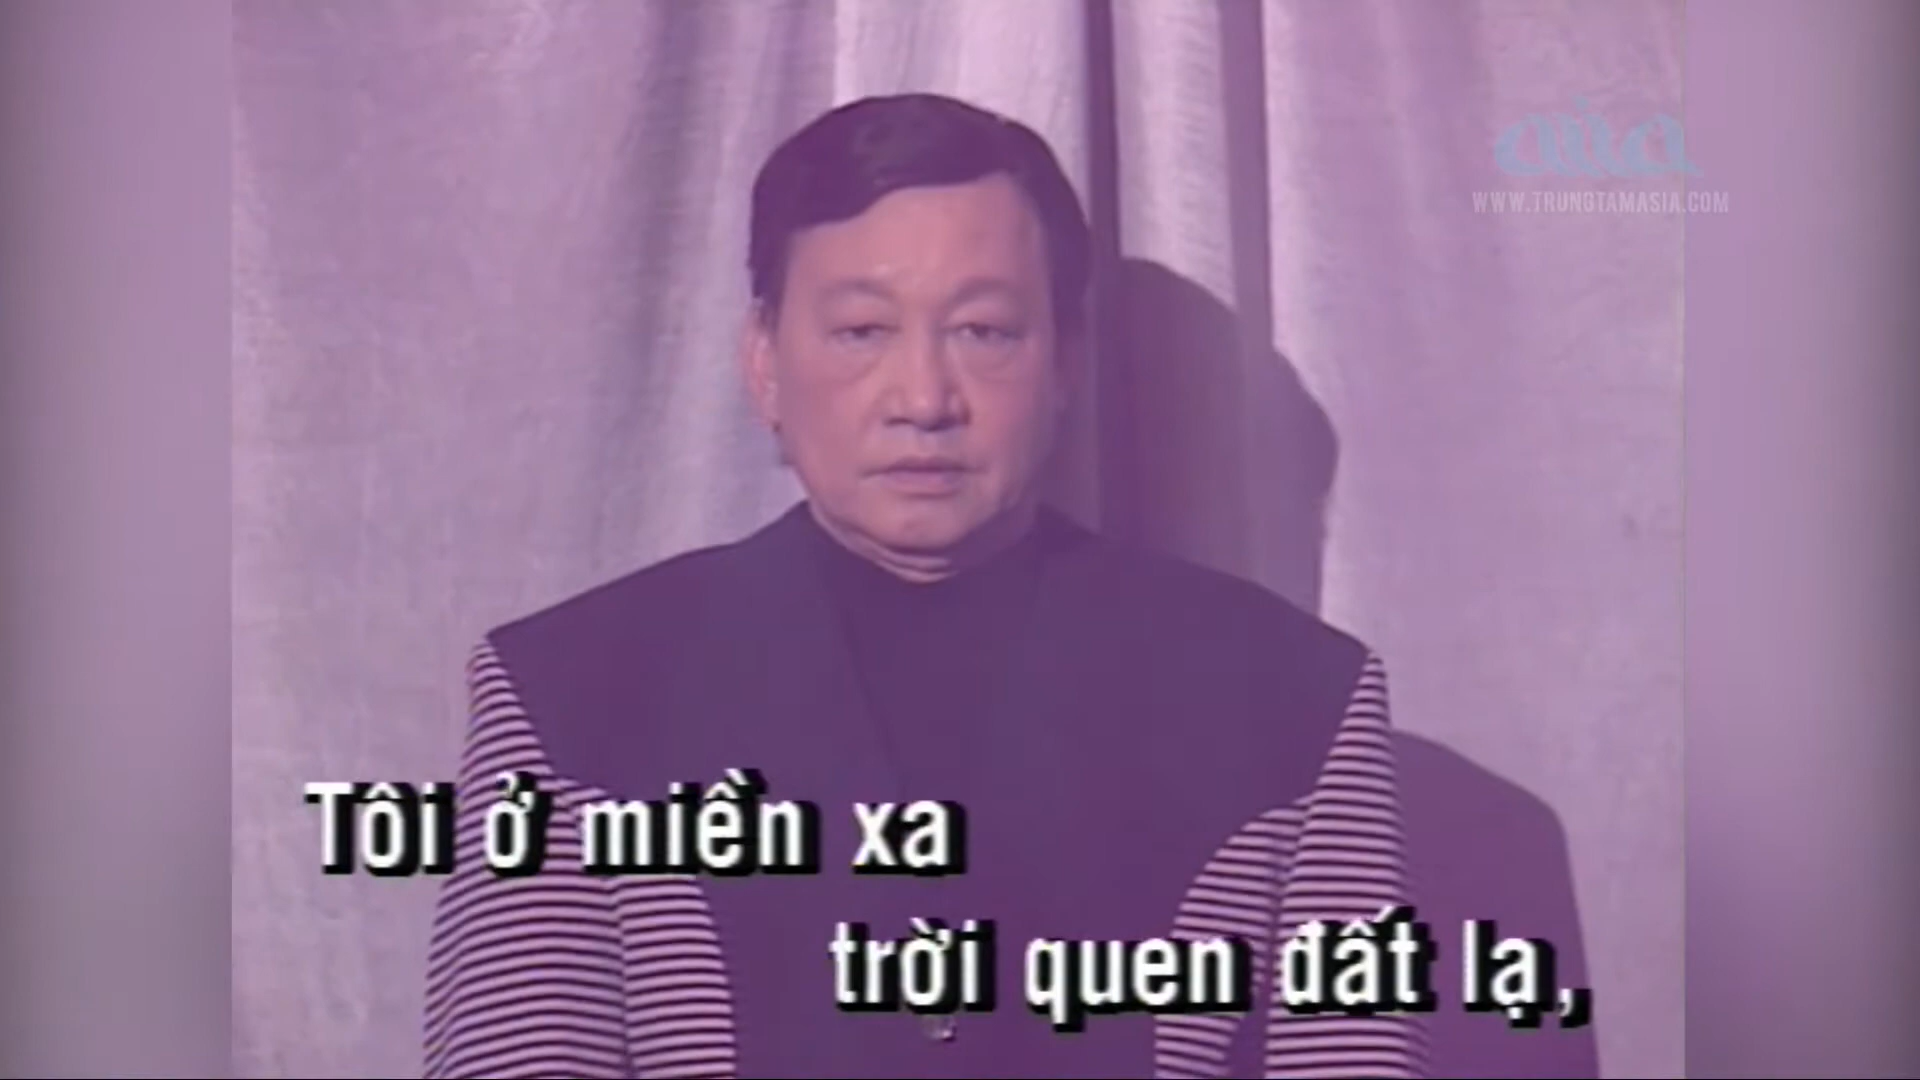 asia
WWW.TRUNGTAMASIA.COM
Tôi ở miền xa
trời quen đất lạ,